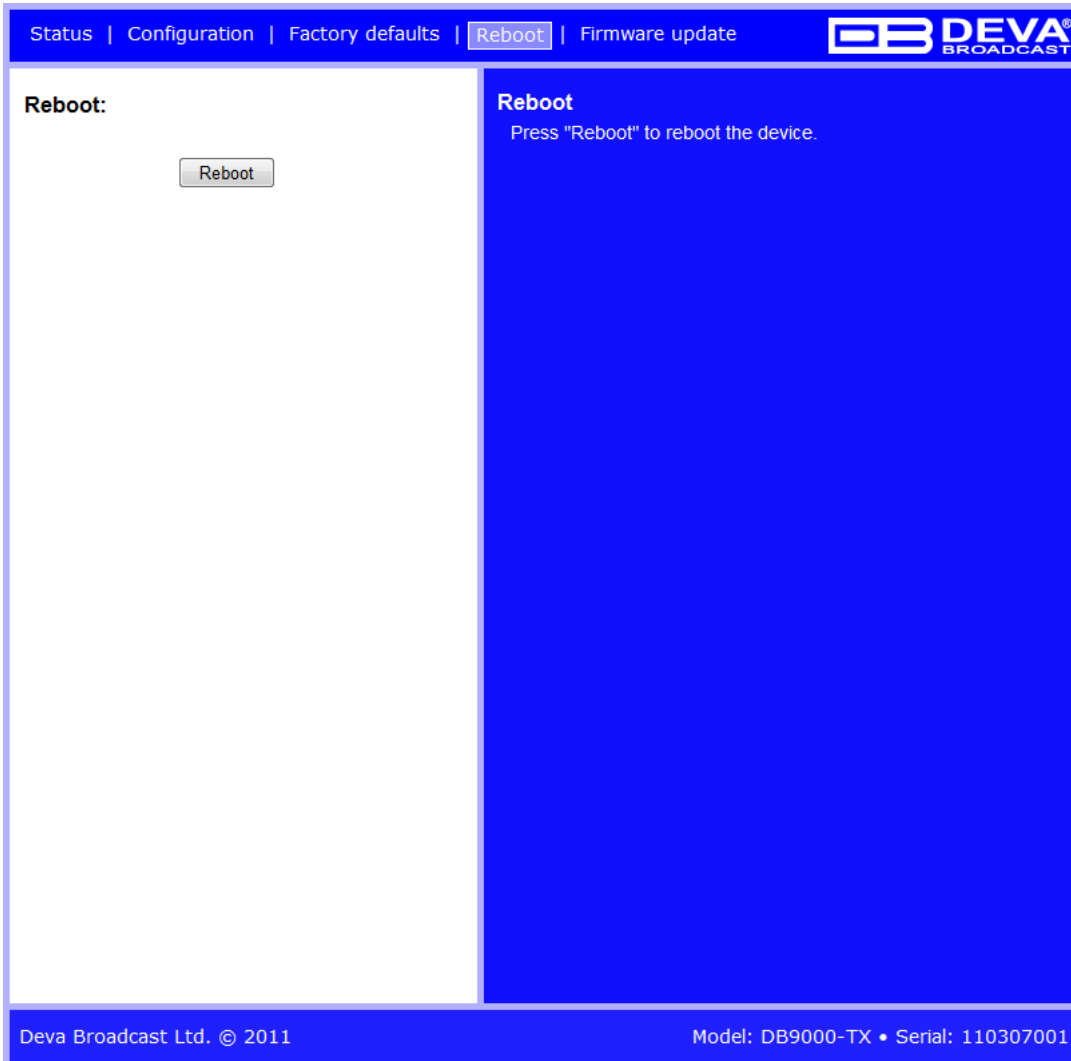 Status | Configuration | Factory defaults | Reboot | Firmware update
DEVA®
BROADCAST
Reboot:
Reboot
Reboot
Press "Reboot" to reboot the device.
Deva Broadcast Ltd. © 2011
Model: DB9000-TX • Serial: 110307001